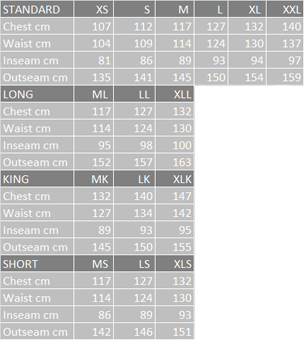 STANDARD XS S M L XL XXL
Chest cm 107 112 117 127 132 140
Waist cm 104 109 114 124 130 137
Inseam cm 81 86 89 93 94 97
Outseam cm 135 141 145 150 154 159
LONG ML LL XLL
Chest cm 117 127 132
Waist cm 114 124 130
Inseam cm 95 98 100
Outseam cm 152 157 163
KING MK LK XLK
Chest cm 132 140 147
Waist cm 127 134 142
Inseam cm 89 93 95
Outseam cm 145 150 155
SHORT MS LS XLS
Chest cm 117 127 132
Waist cm 114 124 130
Inseam cm 86 89 93
Outseam cm 142 146 151